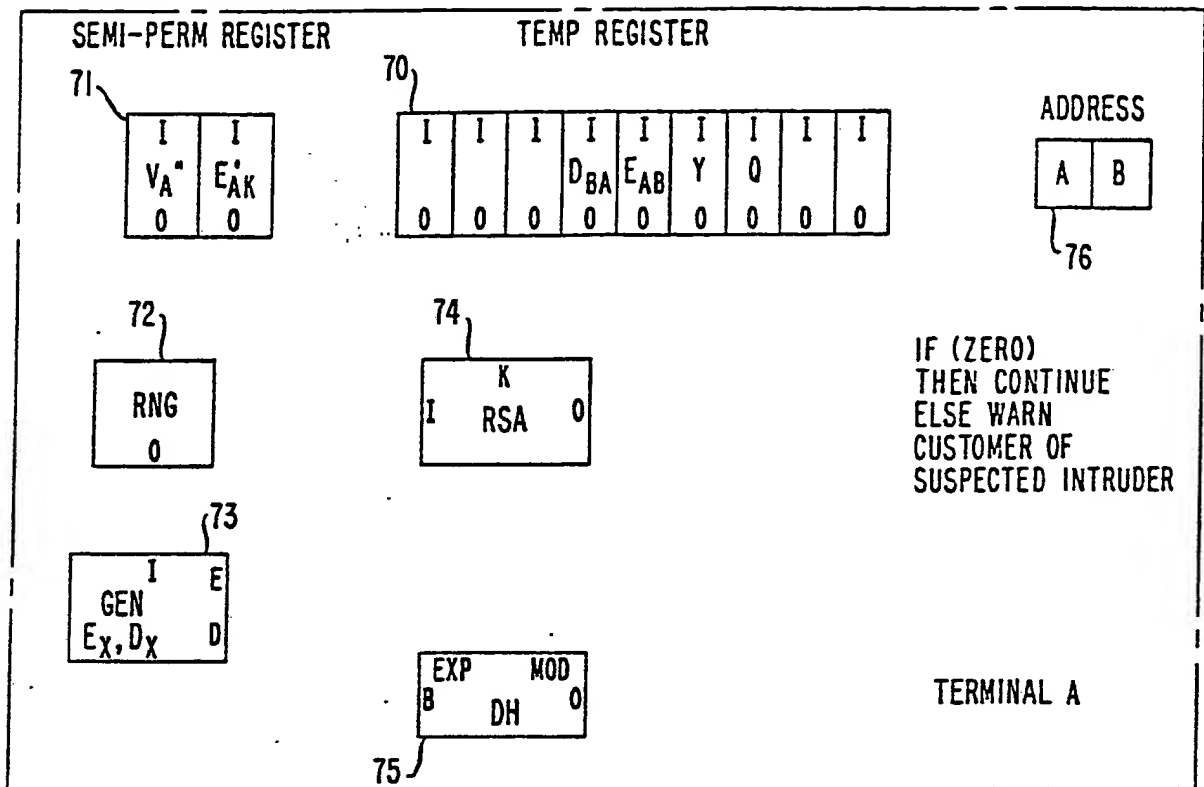 SEMI-PERM REGISTER TEMP REGISTER
71 70
ADDRESS
I I I I 1 I I I I I I
V_A" E'_AK D_BA E_AB Y Q
0 0 0 0 0 0 0 0 0 0 0
A B
76
72 74
RNG
0
K
I RSA 0
IF (ZERO)
THEN CONTINUE
ELSE WARN
CUSTOMER OF
SUSPECTED INTRUDER
73
I E
GEN
E_X, D_X D
EXP MOD
B DH 0
75
TERMINAL A